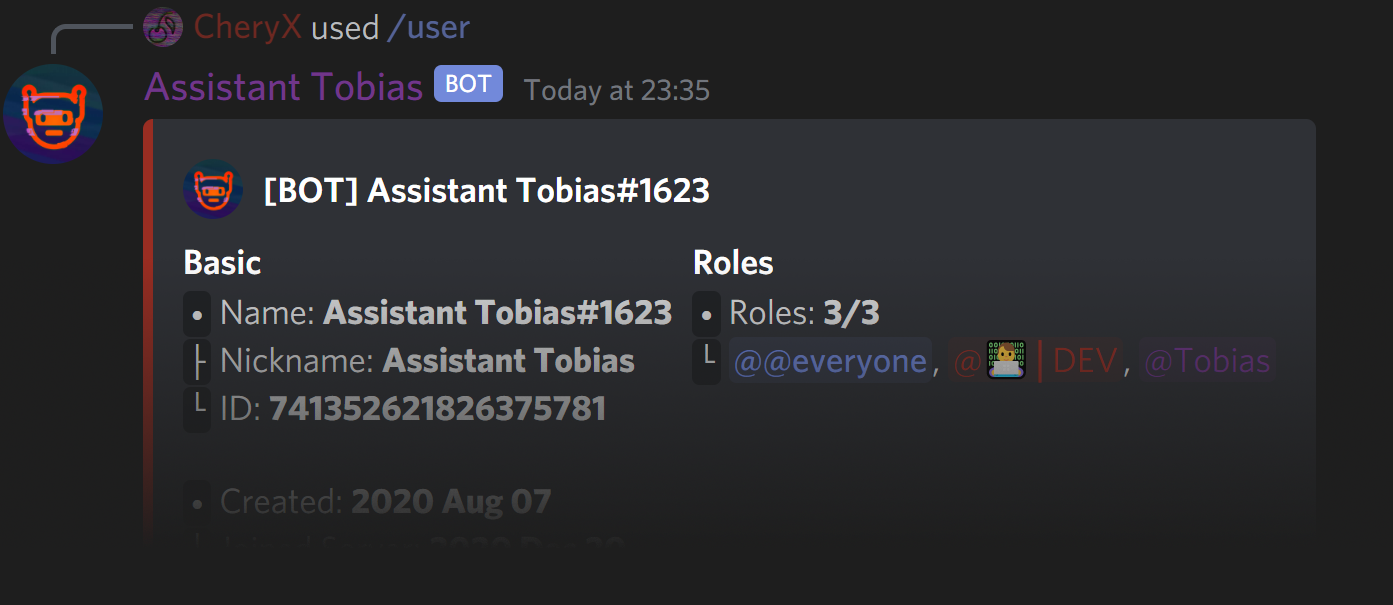 CheryX used /user
Assistant Tobias BOT Today at 23:35
[BOT] Assistant Tobias#1623
Basic
• Name: Assistant Tobias#1623
├ Nickname: Assistant Tobias
└ ID: 741352621826375781
• Created: 2020 Aug 07
Roles
• Roles: 3/3
└ @@everyone, @👨‍💻 | DEV, @Tobias